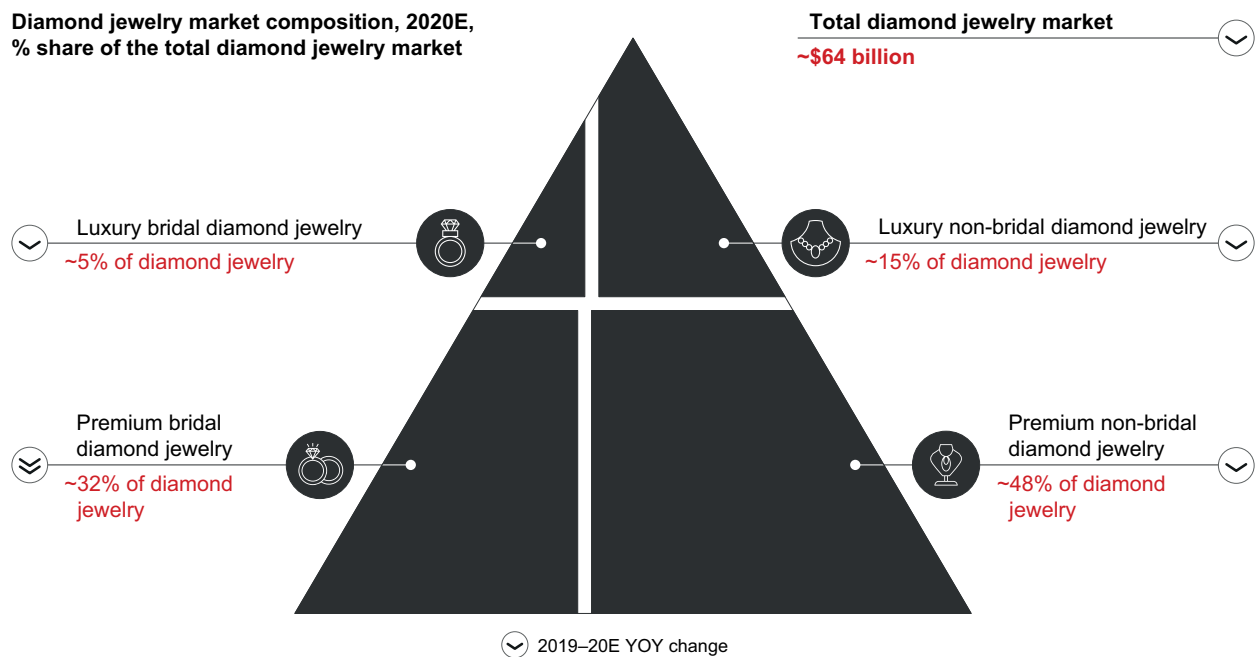 Diamond jewelry market composition, 2020E,
% share of the total diamond jewelry market
Total diamond jewelry market
~$64 billion
Luxury bridal diamond jewelry
~5% of diamond jewelry
Luxury non-bridal diamond jewelry
~15% of diamond jewelry
Premium bridal
diamond jewelry
~32% of diamond
jewelry
Premium non-bridal
diamond jewelry
~48% of diamond
jewelry
2019–20E YOY change